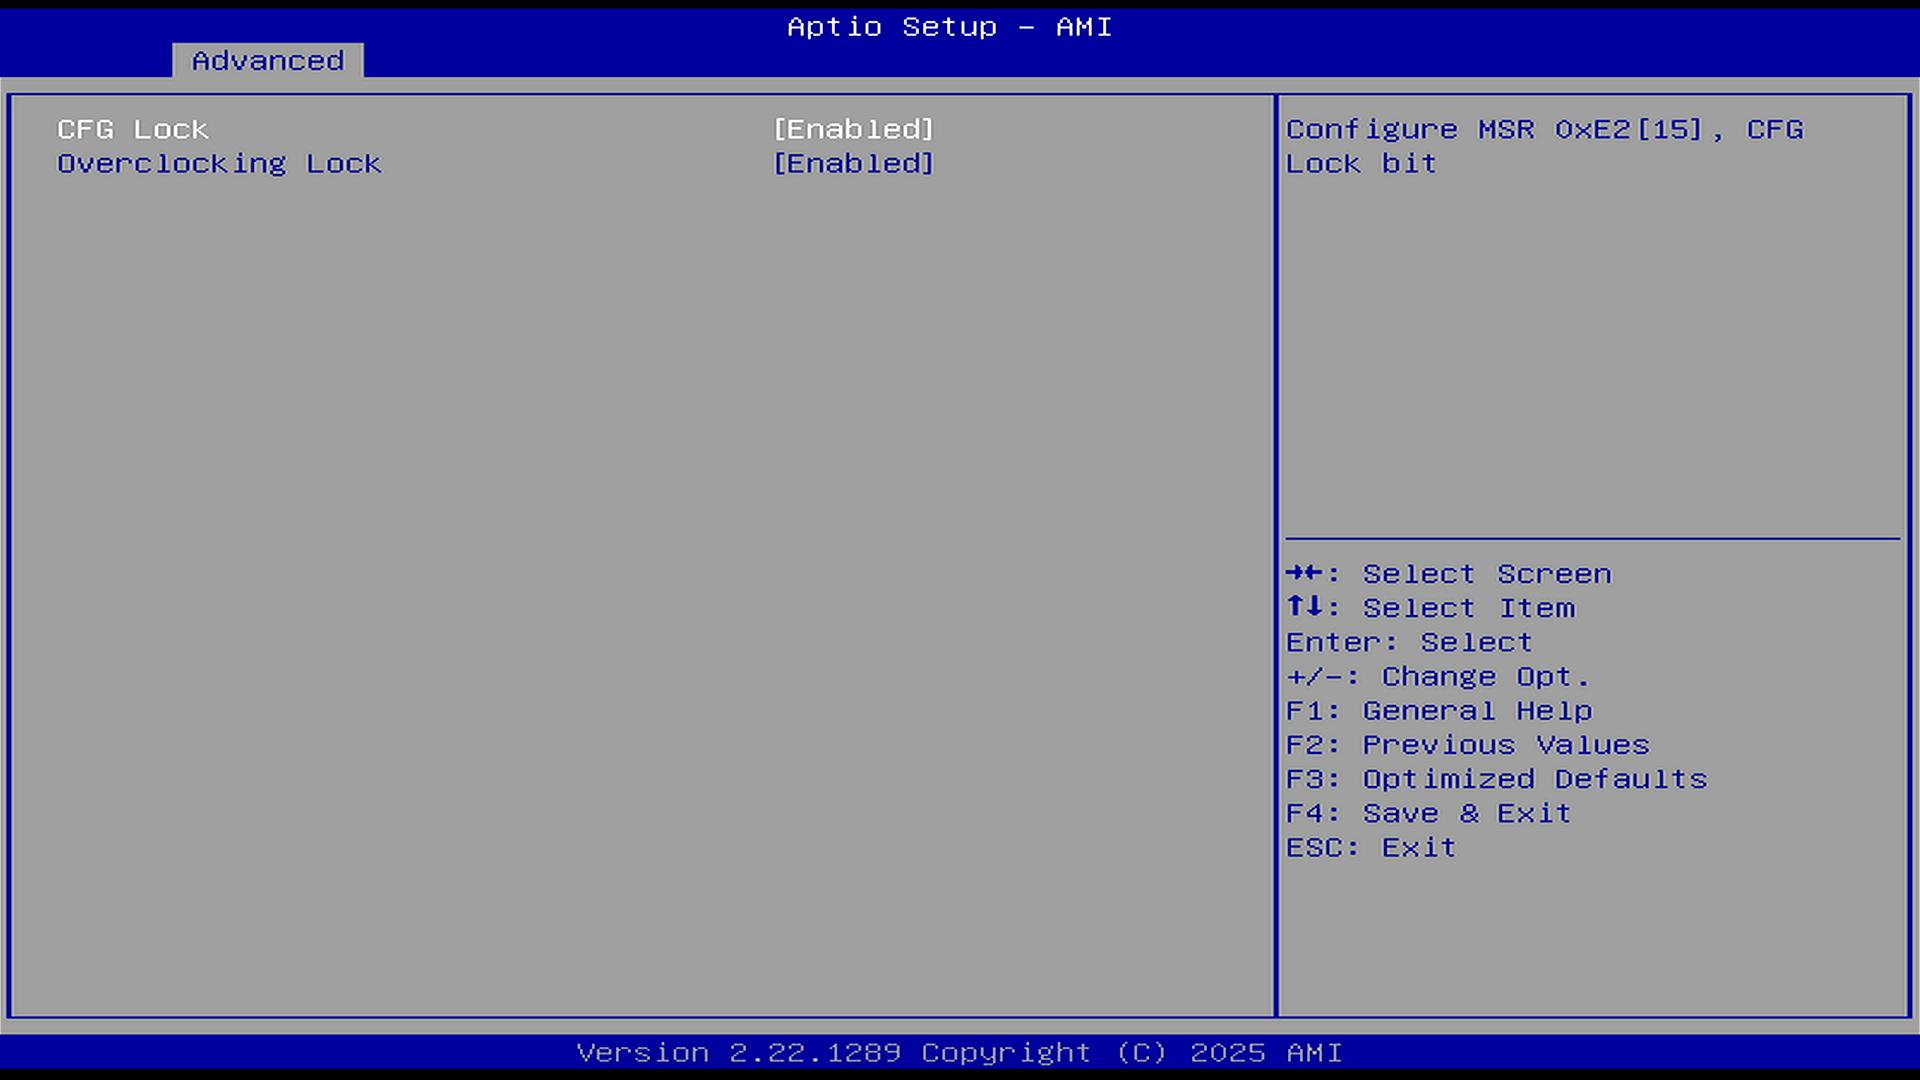 Aptio Setup - AMI
Advanced
CFG Lock [Enabled]
Overclocking Lock [Enabled]
Configure MSR 0xE2[15], CFG
Lock bit
→←: Select Screen
↑↓: Select Item
Enter: Select
+/-: Change Opt.
F1: General Help
F2: Previous Values
F3: Optimized Defaults
F4: Save & Exit
ESC: Exit
Version 2.22.1289 Copyright (C) 2025 AMI